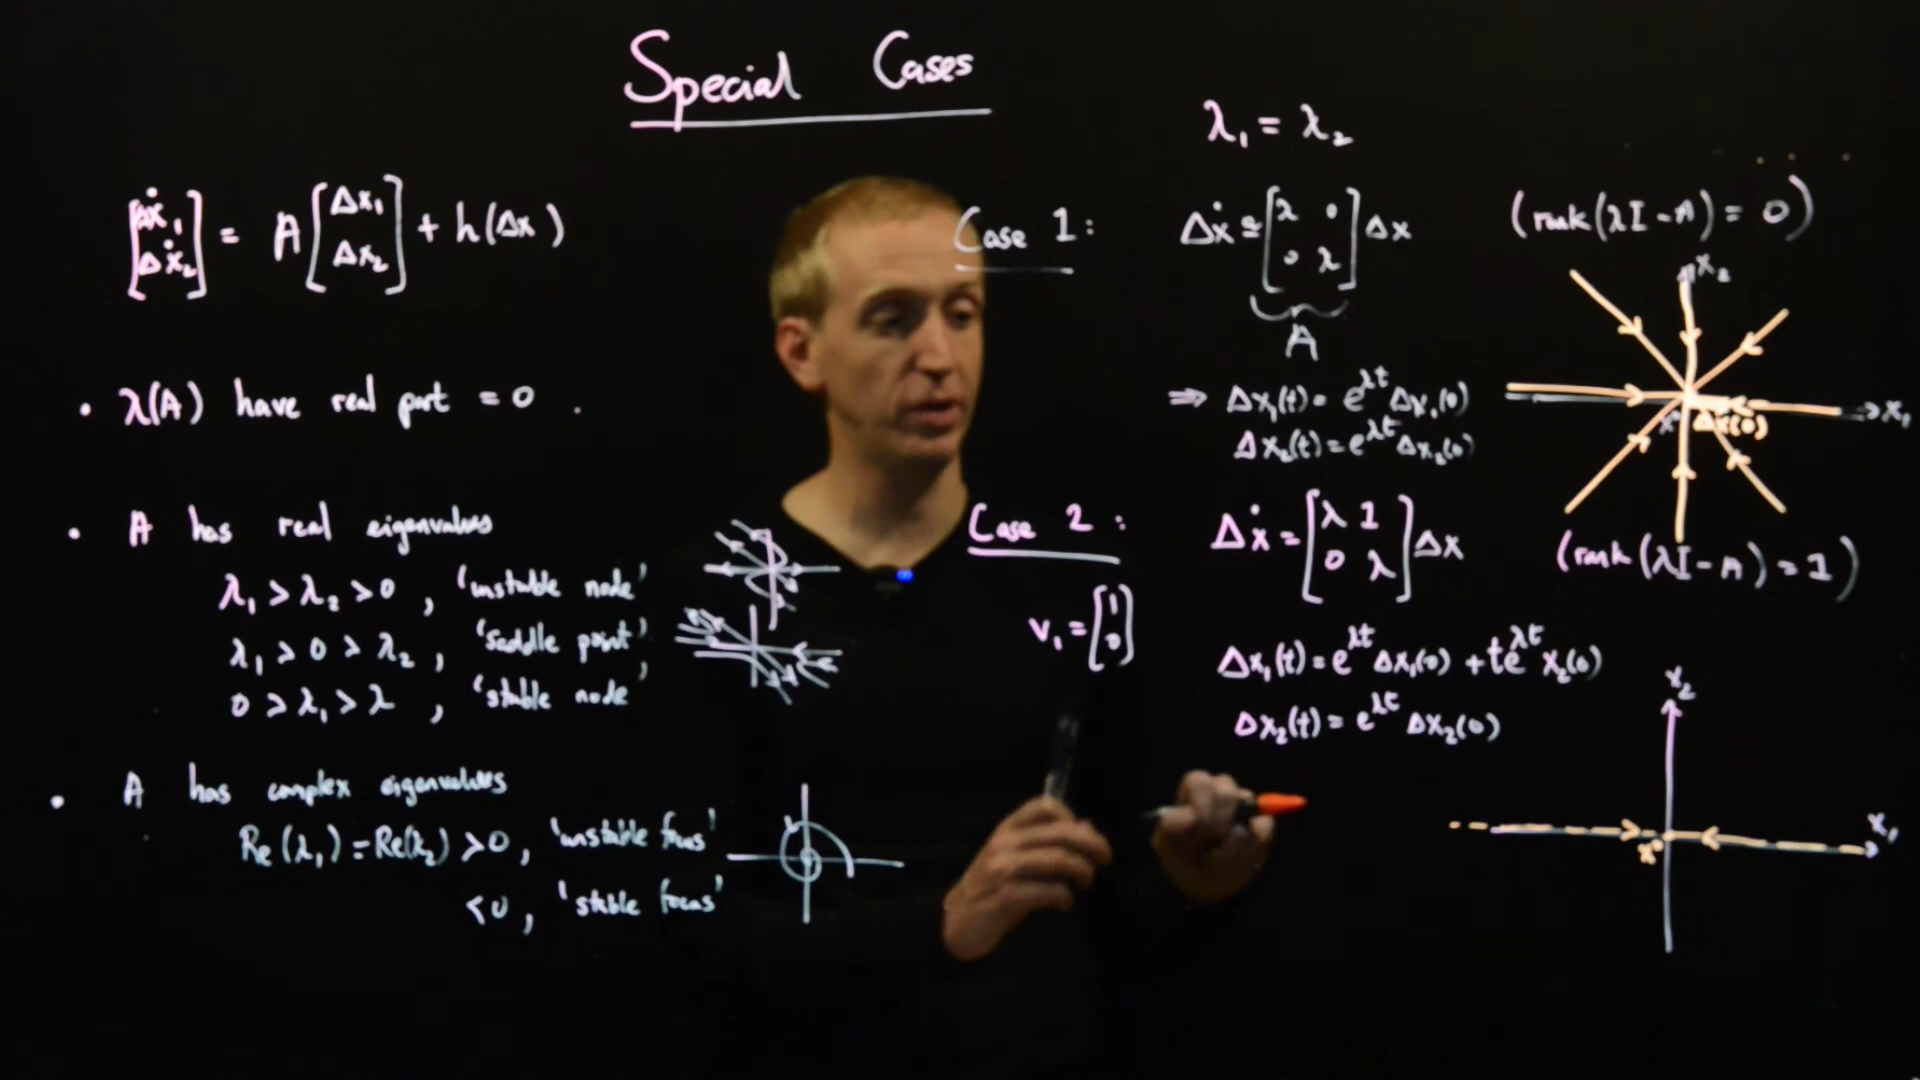 Special Cases
[Δẋ₁ Δẋ₂] = A [Δx₁ Δx₂] + h(Δx)
• λ(A) have real part = 0 .
• A has real eigenvalues
λ₁ > λ₂ > 0 , 'unstable node'
λ₁ > 0 > λ₂ , 'saddle point'
0 > λ₁ > λ , 'stable node'
• A has complex eigenvalues
Re(λ₁) = Re(λ₂) > 0 , 'unstable focus'
< 0 , 'stable focus'
λ₁ = λ₂
Case 1 : Δẋ ≅ [λ 0; 0 λ] Δx (rank(λI - A) = 0)
A
⇒ Δx₁(t) = e^λt Δx₁(0)
Δx₂(t) = e^λt Δx₂(0)
x₂
x₁
Δx(0)
Case 2 : Δẋ = [λ 1; 0 λ] Δx (rank(λI - A) = 1)
v₁ = [1 0]
Δx₁(t) = e^λt Δx₁(0) + te^λt x₂(0)
Δx₂(t) = e^λt Δx₂(0)
x₂
x₁
x°